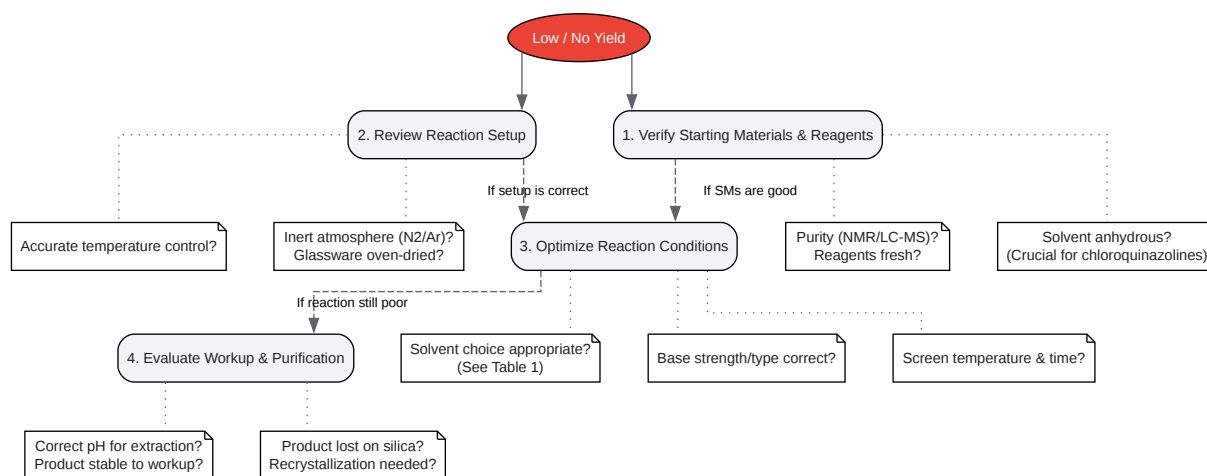 Low / No Yield
2. Review Reaction Setup
1. Verify Starting Materials & Reagents
If setup is correct
If SMs are good
Accurate temperature control?
Inert atmosphere (N2/Ar)?
Glassware oven-dried?
3. Optimize Reaction Conditions
Purity (NMR/LC-MS)?
Reagents fresh?
Solvent anhydrous?
(Crucial for chloroquinazolines)
If reaction still poor
4. Evaluate Workup & Purification
Solvent choice appropriate?
(See Table 1)
Base strength/type correct?
Screen temperature & time?
Correct pH for extraction?
Product stable to workup?
Product lost on silica?
Recrystallization needed?